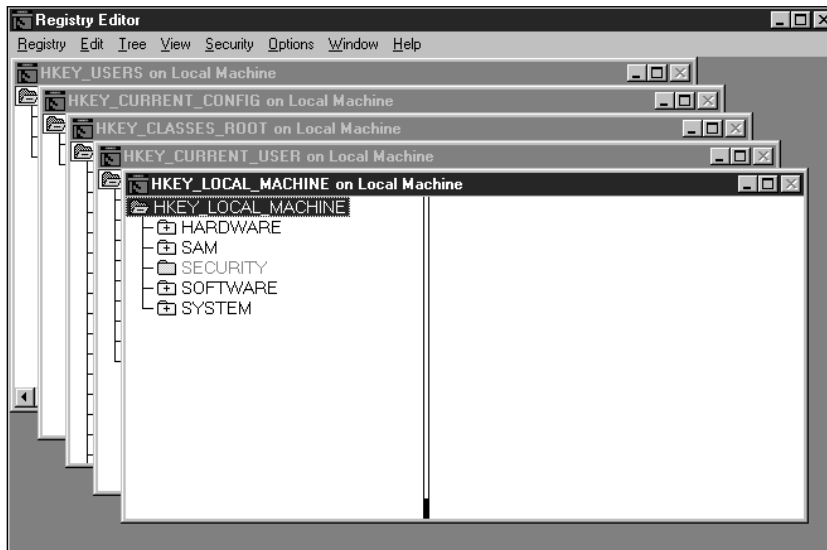 Registry Editor
Registry Edit Tree View Security Options Window Help
HKEY_USERS on Local Machine
HKEY_CURRENT_CONFIG on Local Machine
HKEY_CLASSES_ROOT on Local Machine
HKEY_CURRENT_USER on Local Machine
HKEY_LOCAL_MACHINE on Local Machine
HKEY_LOCAL_MACHINE
HARDWARE
SAM
SECURITY
SOFTWARE
SYSTEM